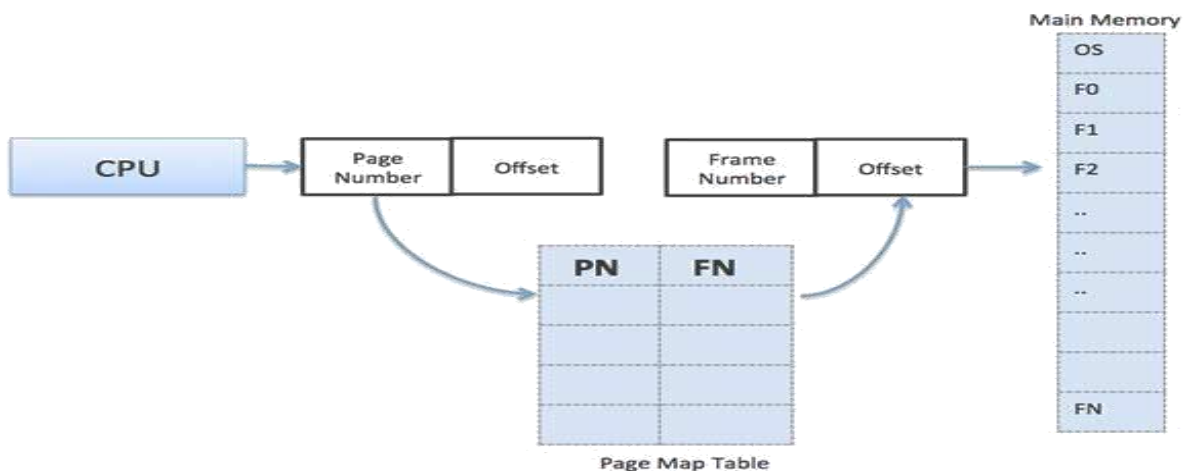 Main Memory
OS
F0
F1
F2
..
..
..
FN
CPU
Page
Number
Offset
Frame
Number
Offset
PN FN
Page Map Table